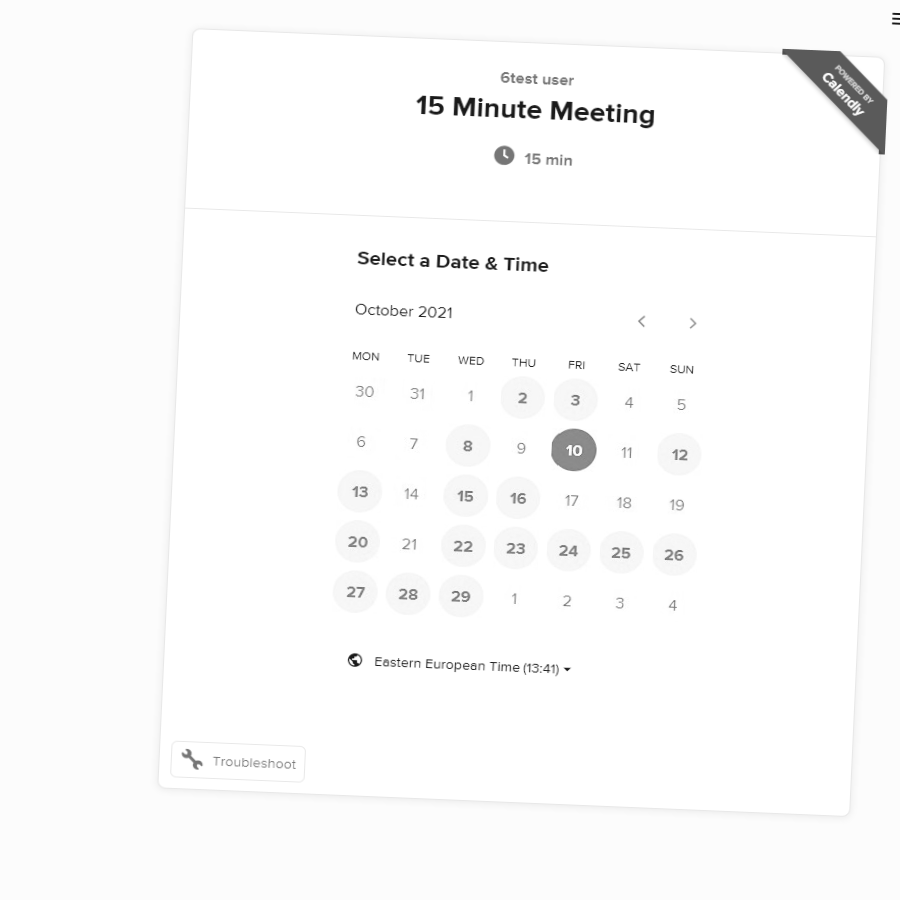 POWERED BY
Calendly
6test user
15 Minute Meeting
15 min
Select a Date & Time
October 2021
MON TUE WED THU FRI SAT SUN
30 31 1 2 3 4 5
6 7 8 9 10 11 12
13 14 15 16 17 18 19
20 21 22 23 24 25 26
27 28 29 1 2 3 4
Eastern European Time (13:41)
Troubleshoot